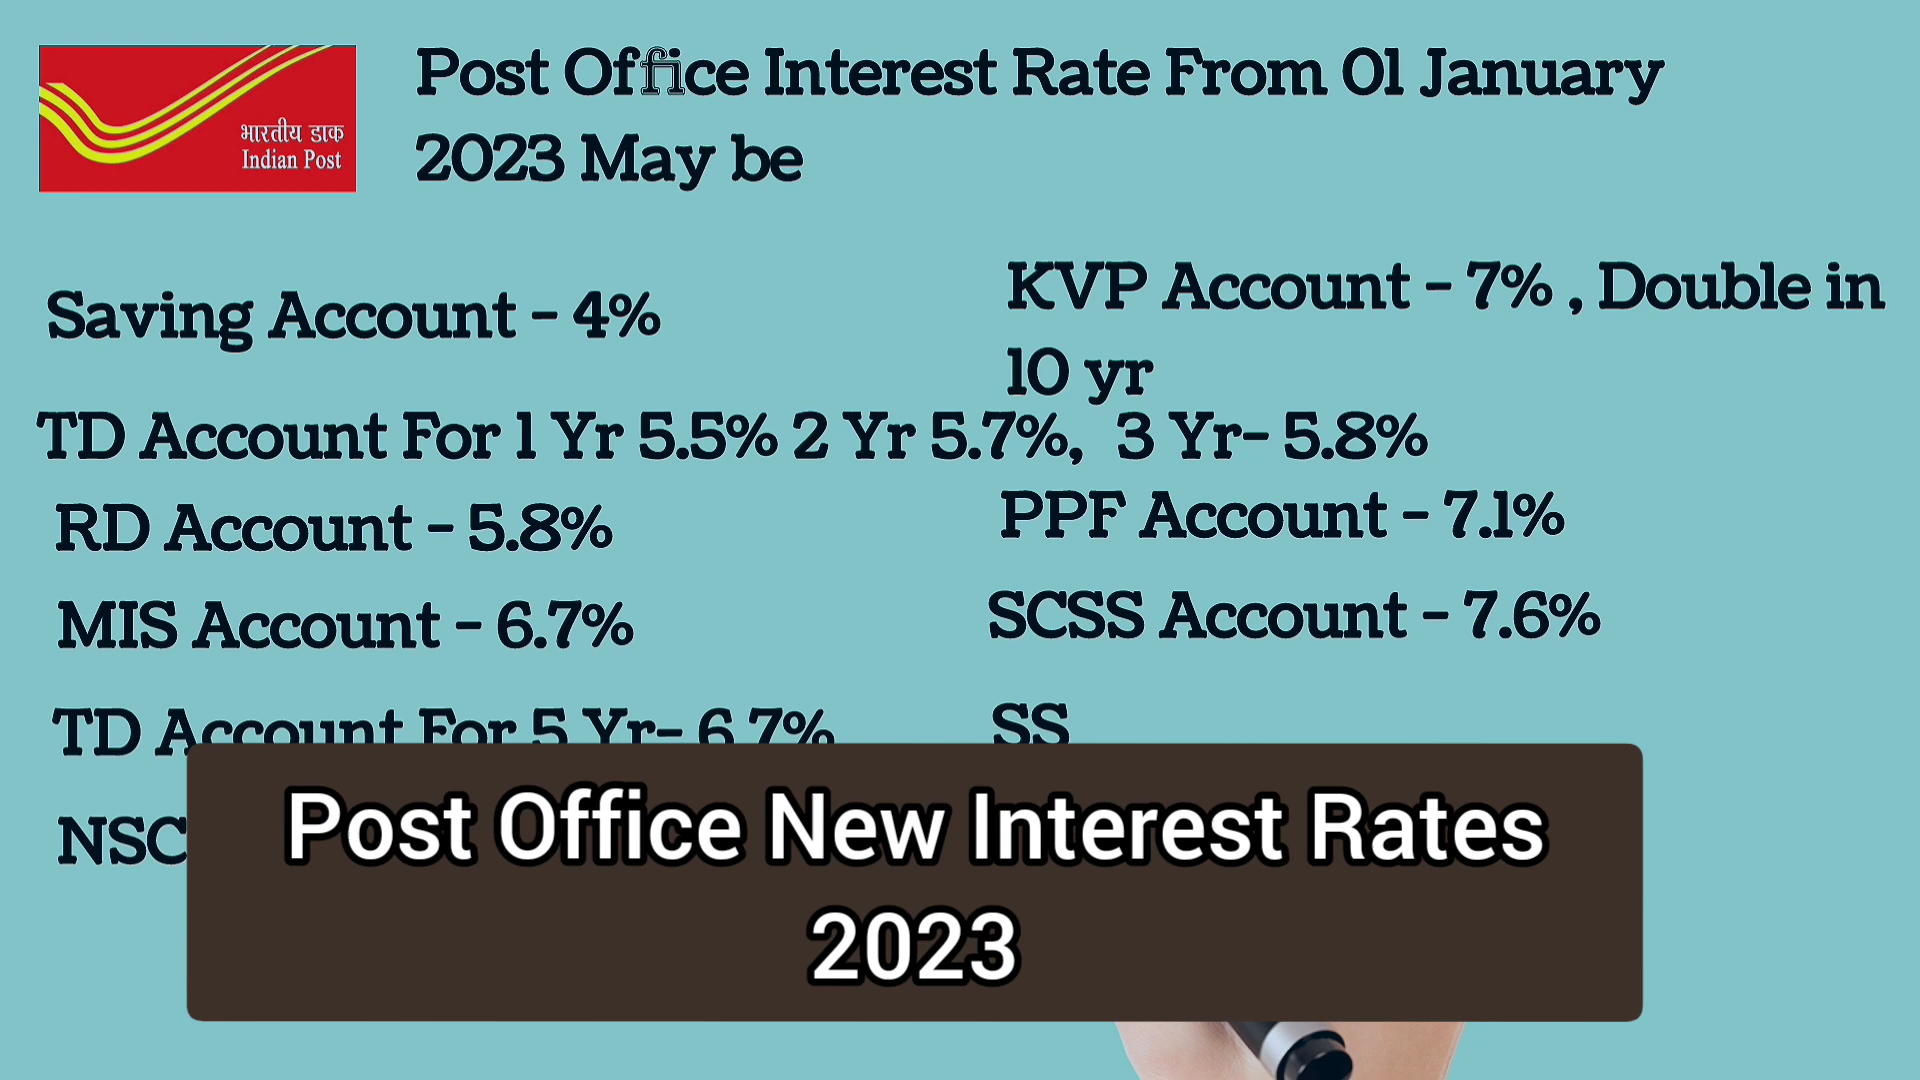 भारतीय डाक
Indian Post
Post Office Interest Rate From 01 January
2023 May be
Saving Account - 4%
KVP Account - 7% , Double in
10 yr
TD Account For 1 Yr 5.5% 2 Yr 5.7%, 3 Yr- 5.8%
RD Account - 5.8%
PPF Account - 7.1%
MIS Account - 6.7%
SCSS Account - 7.6%
TD Account For 5 Yr- 6.7%
SS
NSC
Post Office New Interest Rates
2023